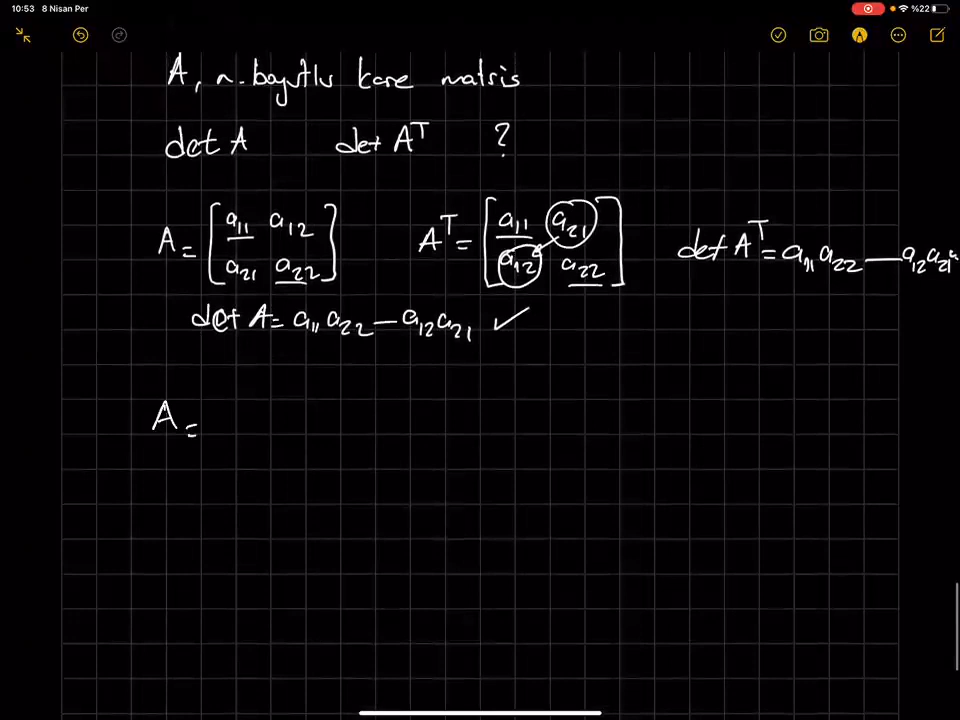 10:53 8 Nisan Per %22
A, n. boyutlu kare matris
det A det Aᵀ ?
A = [a₁₁ a₁₂ Aᵀ = [a₁₁ a₂₁ det Aᵀ = a₁₁a₂₂ — a₁₂a₂₁
a₂₁ a₂₂] a₁₂ a₂₂]
det A = a₁₁a₂₂ — a₁₂a₂₁ ✓
A =